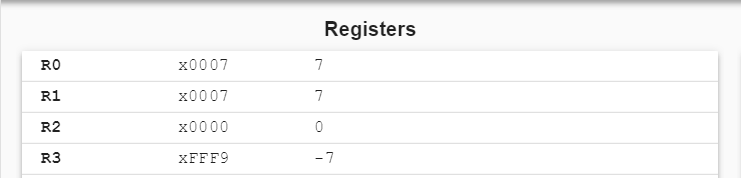 Registers
R0 x0007 7
R1 x0007 7
R2 x0000 0
R3 xFFF9 -7